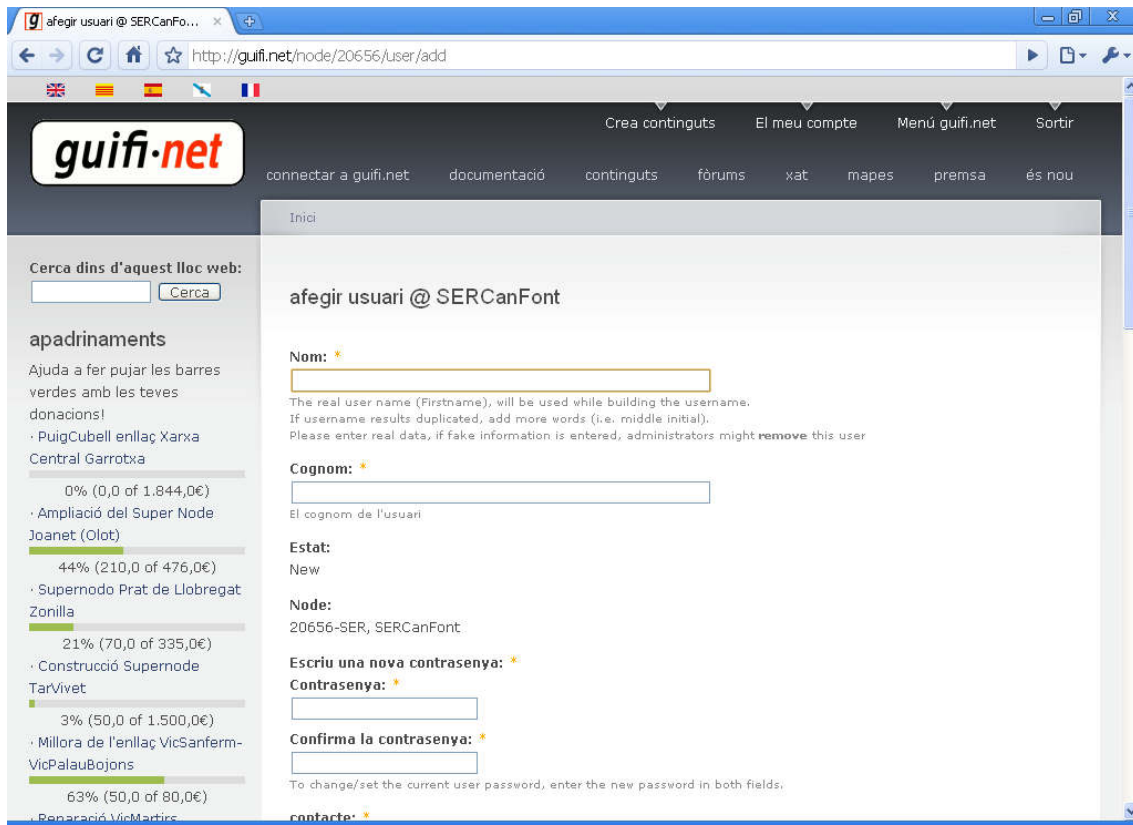 afegir usuari @ SERCanFo...
http://guifi.net/node/20656/user/add
guifi·net
Crea continguts
El meu compte
Menú guifi.net
Sortir
connectar a guifi.net
documentació
continguts
fòrums
xat
mapes
premsa
és nou
Inici
Cerca dins d'aquest lloc web:
Cerca
apadrinaments
Ajuda a fer pujar les barres
verdes amb les teves
donacions!
· PuigCubell enllaç Xarxa
Central Garrotxa
0% (0,0 of 1.844,0€)
· Ampliació del Super Node
Joanet (Olot)
44% (210,0 of 476,0€)
· Supernodo Prat de Llobregat
Zonilla
21% (70,0 of 335,0€)
· Construcció Supernode
TarVivet
3% (50,0 of 1.500,0€)
· Millora de l'enllaç VicSanferm-
VicPalauBojons
63% (50,0 of 80,0€)
· Reparació VicMartirs
afegir usuari @ SERCanFont
Nom: *
The real user name (Firstname), will be used while building the username.
If username results duplicated, add more words (i.e. middle initial).
Please enter real data, if fake information is entered, administrators might remove this user
Cognom: *
El cognom de l'usuari
Estat:
New
Node:
20656-SER, SERCanFont
Escriu una nova contrasenya: *
Contrasenya: *
Confirma la contrasenya: *
To change/set the current user password, enter the new password in both fields.
contacte: *